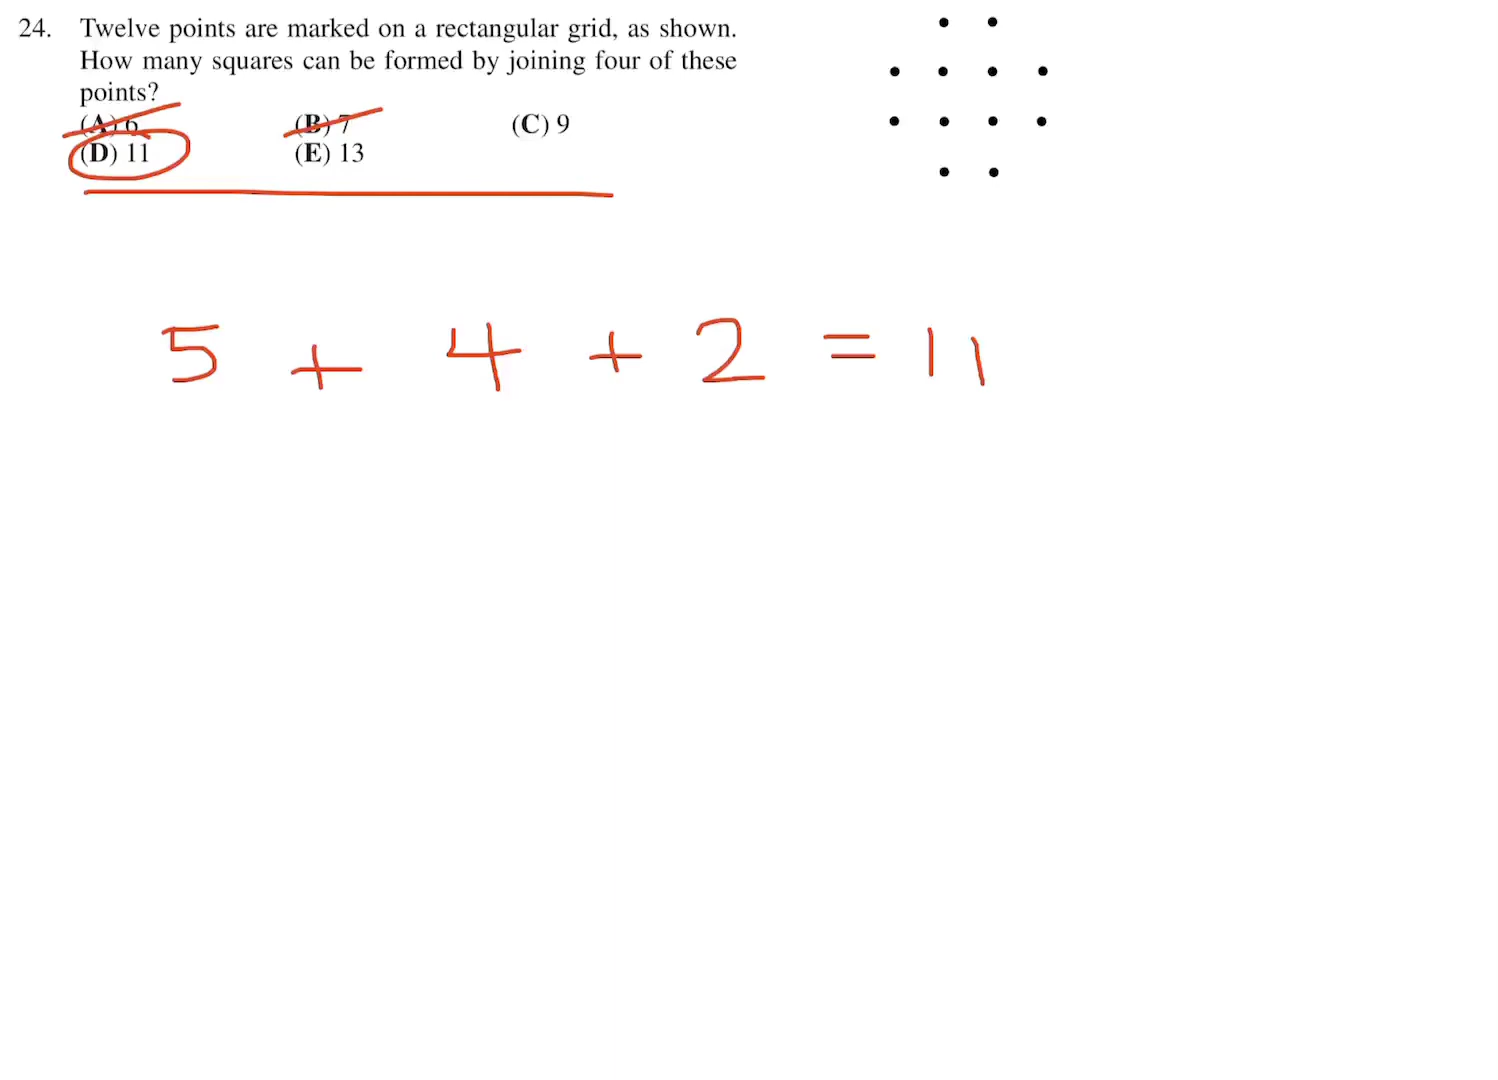 24. Twelve points are marked on a rectangular grid, as shown.
How many squares can be formed by joining four of these
points?
(A) 6 (B) 7 (C) 9
(D) 11 (E) 13
5 + 4 + 2 = 11